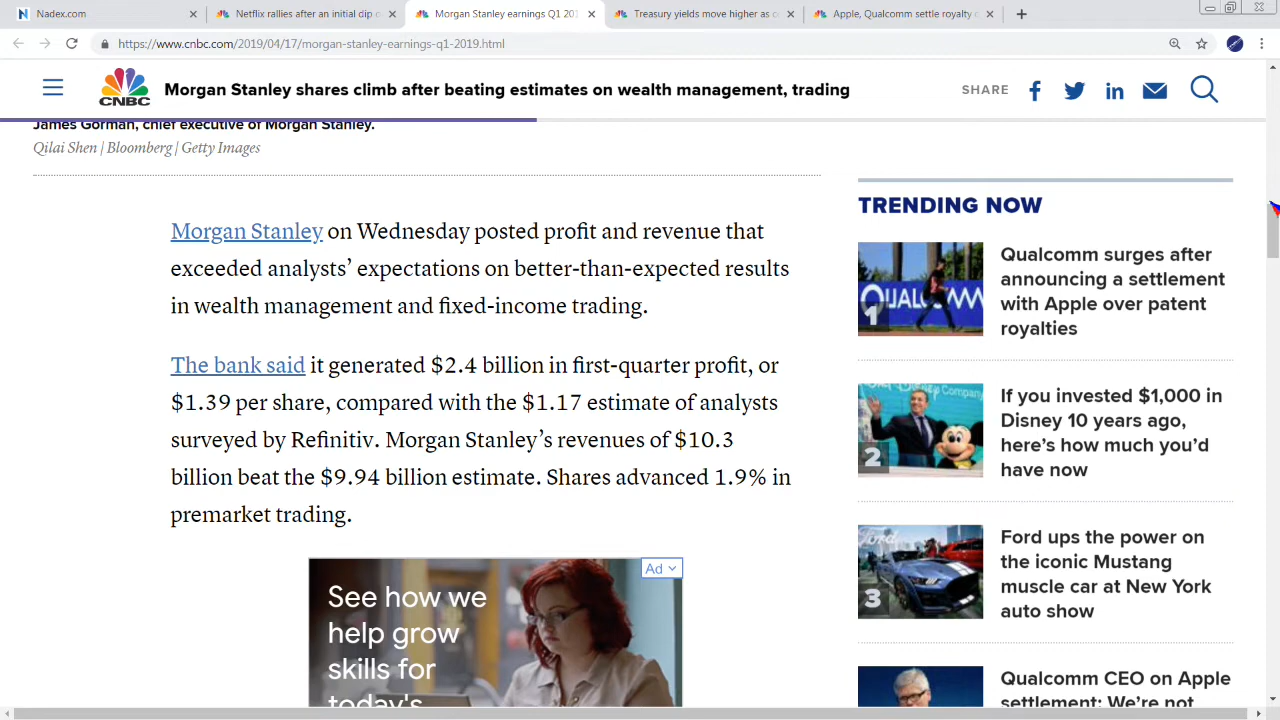 Nadex.com
Netflix rallies after an initial dip o
Morgan Stanley earnings Q1 201
Treasury yields move higher as c
Apple, Qualcomm settle royalty
https://www.cnbc.com/2019/04/17/morgan-stanley-earnings-q1-2019.html
CNBC
Morgan Stanley shares climb after beating estimates on wealth management, trading
SHARE
James Gorman, chief executive of Morgan Stanley.
Qilai Shen | Bloomberg | Getty Images
Morgan Stanley on Wednesday posted profit and revenue that
exceeded analysts’ expectations on better-than-expected results
in wealth management and fixed-income trading.
The bank said it generated $2.4 billion in first-quarter profit, or
$1.39 per share, compared with the $1.17 estimate of analysts
surveyed by Refinitiv. Morgan Stanley’s revenues of $10.3
billion beat the $9.94 billion estimate. Shares advanced 1.9% in
premarket trading.
Ad
See how we
help grow
skills for
today's
TRENDING NOW
1
Qualcomm surges after
announcing a settlement
with Apple over patent
royalties
2
If you invested $1,000 in
Disney 10 years ago,
here’s how much you’d
have now
3
Ford ups the power on
the iconic Mustang
muscle car at New York
auto show
Qualcomm CEO on Apple
settlement: We’re not